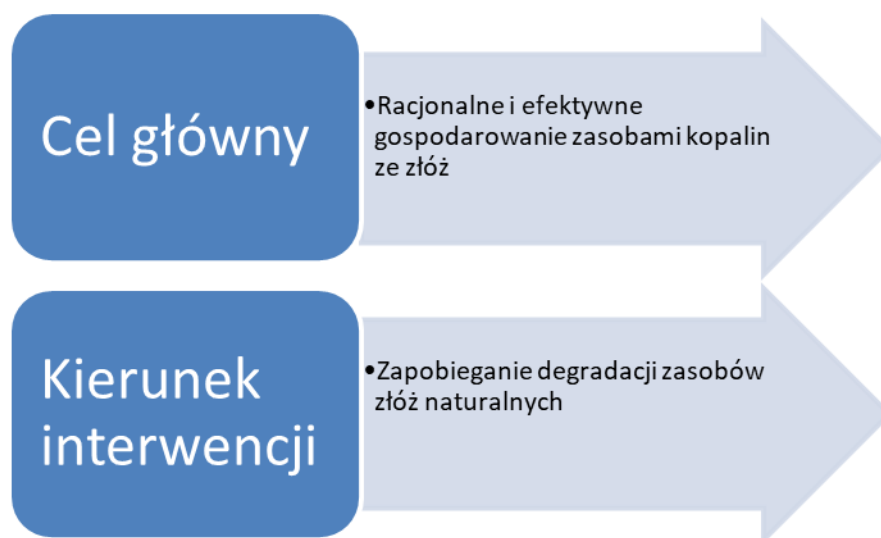 Cel główny
•Racjonalne i efektywne
gospodarowanie zasobami kopalin
ze złóż
Kierunek
interwencji
•Zapobieganie degradacji zasobów
złóż naturalnych